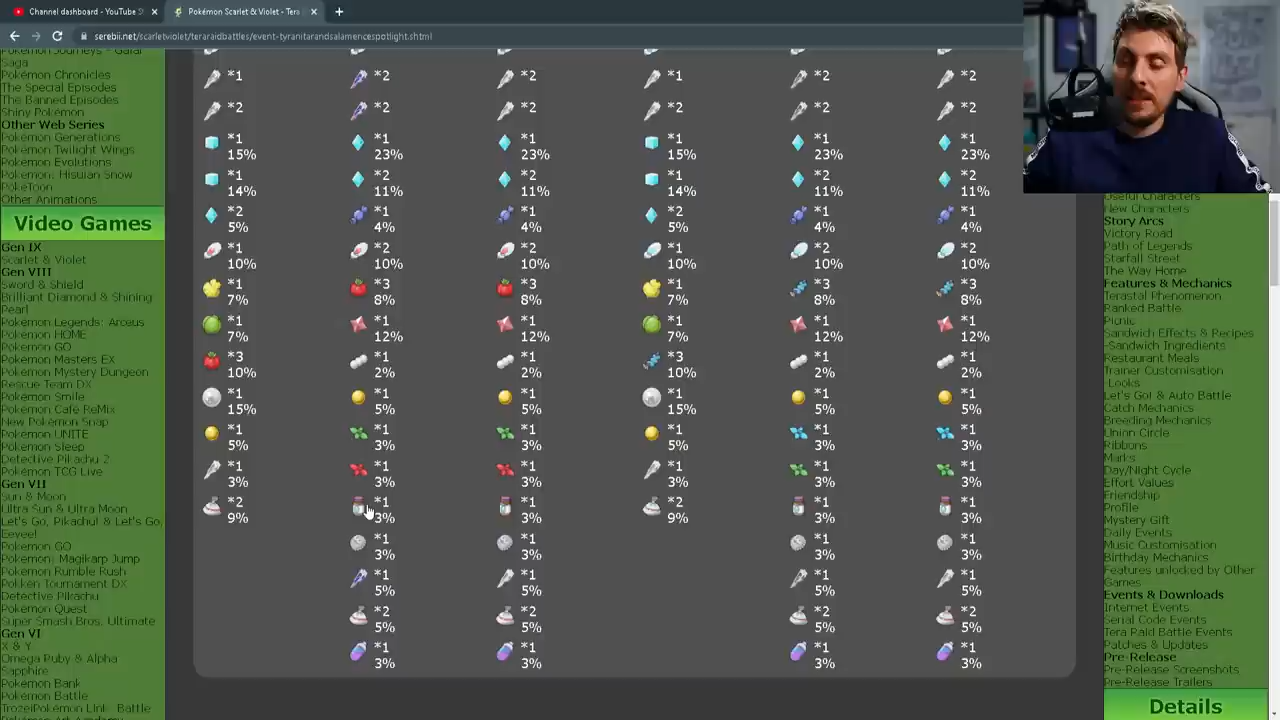 Channel dashboard - YouTube S
Pokémon Scarlet & Violet - Tera
serebii.net/scarletviolet/teraraidbattles/event-tyranitarandsalamencespotlight.shtml
Pokémon Journeys - Galar
Saga
Pokémon Chronicles
The Special Episodes
The Banned Episodes
Shiny Pokémon
Other Web Series
Pokémon Generations
Pokémon Twilight Wings
Pokémon Evolutions
Pokémon: Hisuian Snow
PokéToon
Other Animations
Video Games
Gen IX
Scarlet & Violet
Gen VIII
Sword & Shield
Brilliant Diamond & Shining
Pearl
Pokémon Legends: Arceus
Pokémon HOME
Pokémon GO
Pokémon Masters EX
Pokémon Mystery Dungeon
Rescue Team DX
Pokémon Smile
Pokémon Café ReMix
New Pokémon Snap
Pokémon UNITE
Pokémon Sleep
Detective Pikachu 2
Pokémon TCG Live
Gen VII
Sun & Moon
Ultra Sun & Ultra Moon
Let's Go, Pikachu! & Let's Go,
Eevee!
Pokémon GO
Pokémon: Magikarp Jump
Pokémon Rumble Rush
Pokkén Tournament DX
Detective Pikachu
Pokémon Quest
Super Smash Bros. Ultimate
Gen VI
X & Y
Omega Ruby & Alpha
Sapphire
Pokémon Bank
Pokémon Battle
Trozei
Pokémon Link: Battle
Pokémon Art Academy
*1 *2 *2 *1 *2 *2
*2 *2 *2 *2 *2 *2
*1 *1 *1 *1 *1 *1
15% 23% 23% 15% 23% 23%
*1 *2 *2 *1 *2 *2
14% 11% 11% 14% 11% 11%
*2 *1 *1 *2 *1 *1
5% 4% 4% 5% 4% 4%
*1 *2 *2 *1 *2 *2
10% 10% 10% 10% 10% 10%
*1 *3 *3 *1 *3 *3
7% 8% 8% 7% 8% 8%
*1 *1 *1 *1 *1 *1
7% 12% 12% 7% 12% 12%
*3 *1 *1 *3 *1 *1
10% 2% 2% 10% 2% 2%
*1 *1 *1 *1 *1 *1
15% 5% 5% 15% 5% 5%
*1 *1 *1 *1 *1 *1
5% 3% 3% 5% 3% 3%
*1 *1 *1 *1 *1 *1
3% 3% 3% 3% 3% 3%
*2 *1 *1 *2 *1 *1
9% 3% 3% 9% 3% 3%
*1 *1 *1 *1
3% 3% 3% 3%
*1 *1 *1 *1
5% 5% 5% 5%
*2 *2 *2 *2
5% 5% 5% 5%
*1 *1 *1 *1
3% 3% 3% 3%
Useful Characters
New Characters
Story Arcs
Victory Road
Path of Legends
Starfall Street
The Way Home
Features & Mechanics
Terastal Phenomenon
Ranked Battle
Picnic
Sandwich Effects & Recipes
-Sandwich Ingredients
Restaurant Meals
Trainer Customisation
-Looks
Let's Go! & Auto Battle
Catch Mechanics
Breeding Mechanics
Union Circle
Ribbons
Marks
Day/Night Cycle
Effort Values
Friendship
Profile
Mystery Gift
Daily Events
Music Customisation
Birthday Mechanics
Features unlocked by Other
Games
Events & Downloads
Internet Events
Serial Code Events
Tera Raid Battle Events
Patches & Updates
Pre-Release
Pre-Release Screenshots
Pre-Release Trailers
Details